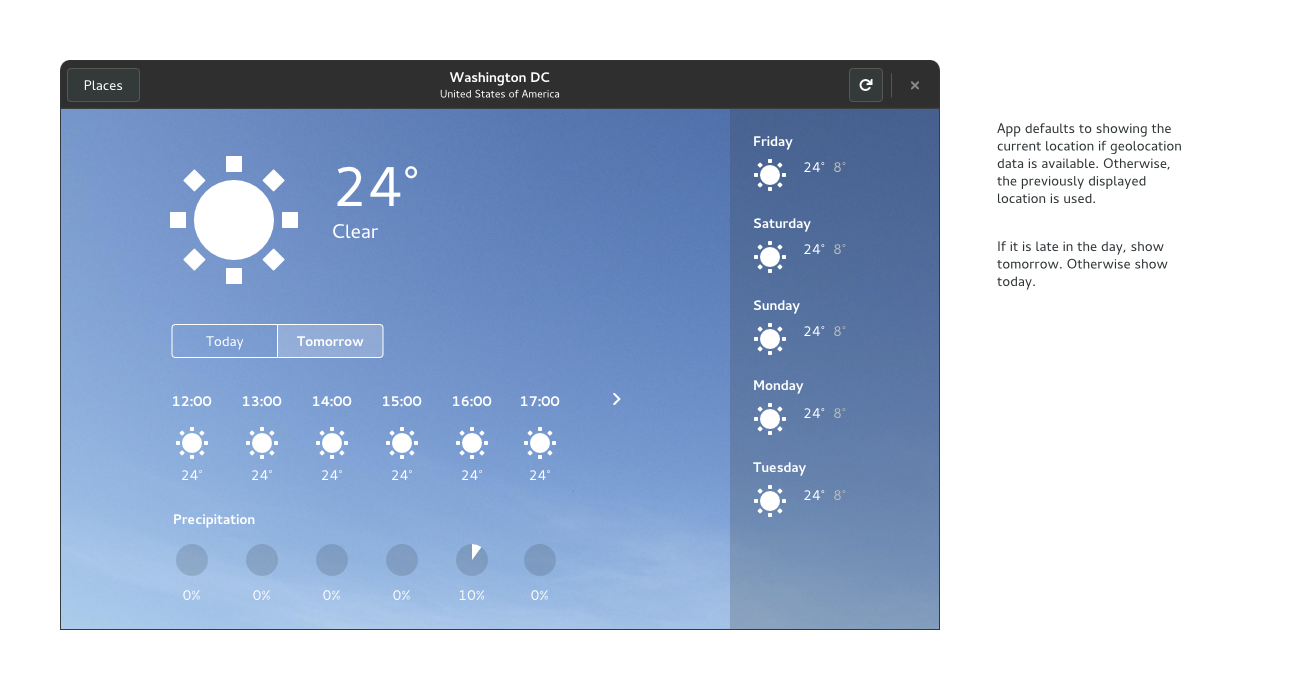 Places
Washington DC
United States of America
24°
Clear
Today Tomorrow
12:00 13:00 14:00 15:00 16:00 17:00
24° 24° 24° 24° 24° 24°
Precipitation
0% 0% 0% 0% 10% 0%
Friday
24° 8°
Saturday
24° 8°
Sunday
24° 8°
Monday
24° 8°
Tuesday
24° 8°
App defaults to showing the
current location if geolocation
data is available. Otherwise,
the previously displayed
location is used.
If it is late in the day, show
tomorrow. Otherwise show
today.